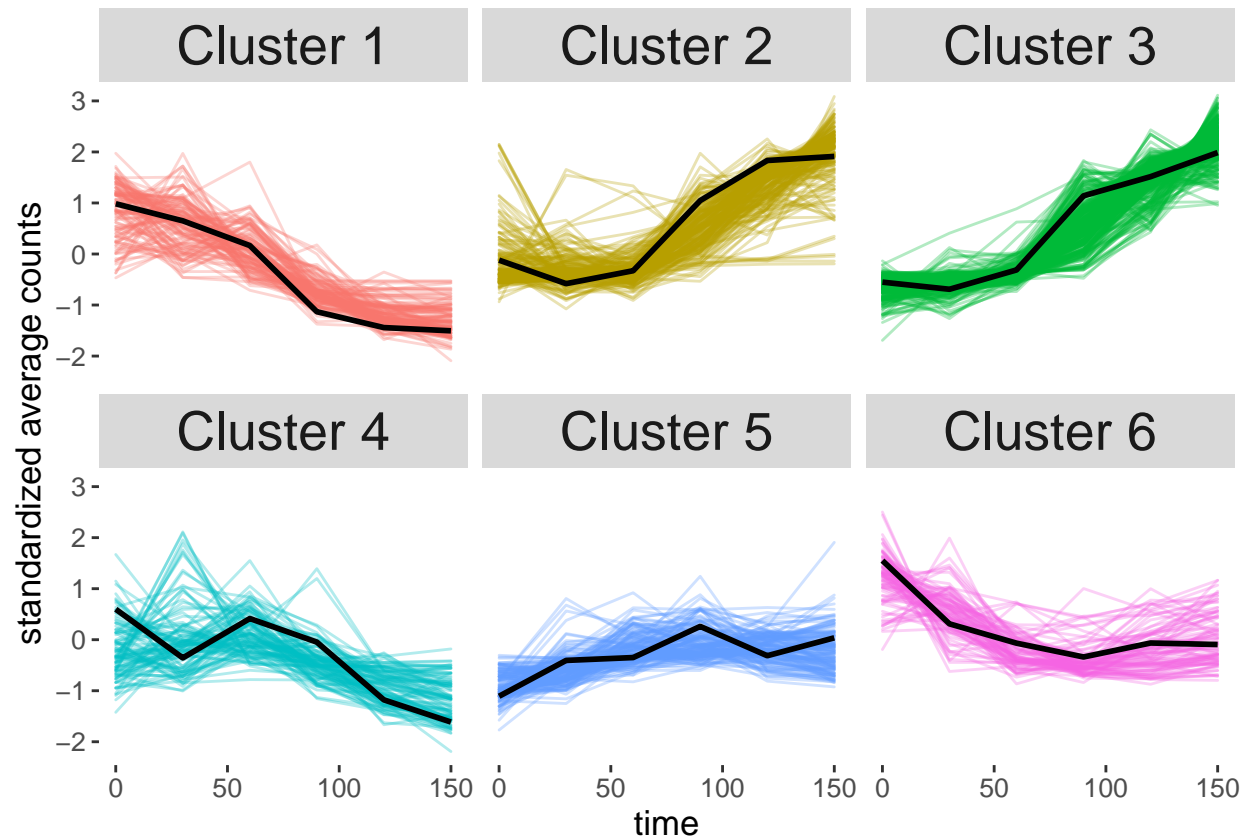 Cluster 1
Cluster 2
Cluster 3
3
2
1
0
−1
−2
Cluster 4
Cluster 5
Cluster 6
3
2
1
0
−1
−2
0 50 100 150
0 50 100 150
0 50 100 150
time
standardized average counts